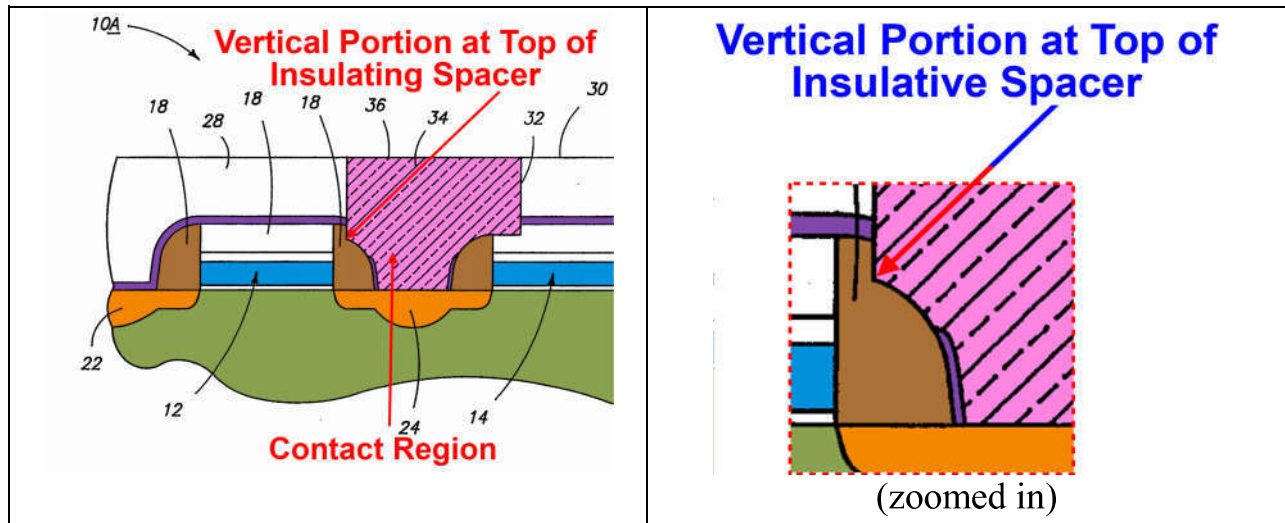 10A
Vertical Portion at Top of
Insulating Spacer
18
28
18
18
36
34
32
30
22
12
24
14
Contact Region
Vertical Portion at Top of
Insulative Spacer
(zoomed in)